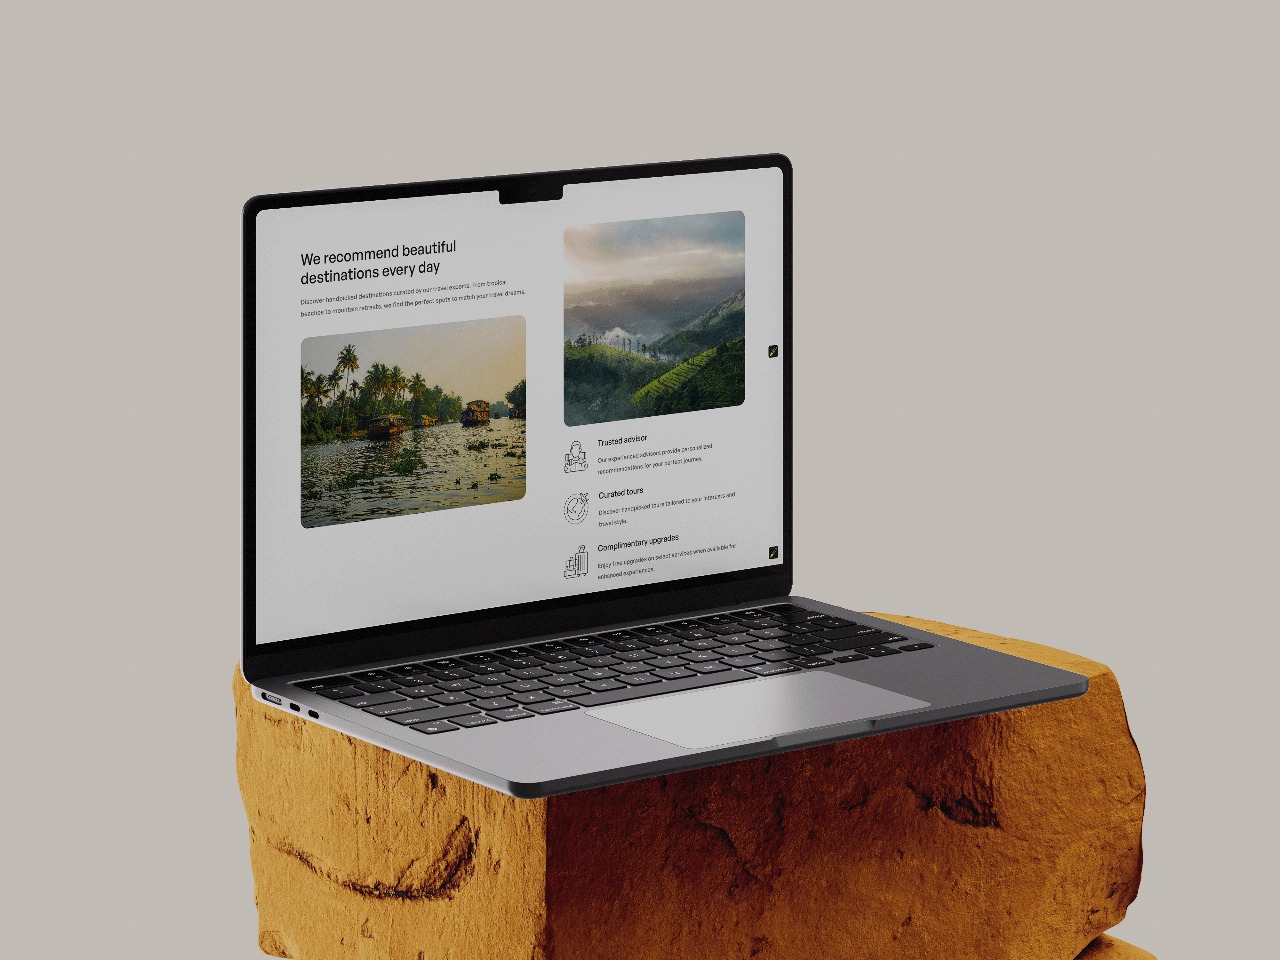 We recommend beautiful
destinations every day
Discover handpicked destinations curated by our travel experts. From tropical
beaches to mountain retreats, we find the perfect spots to match your travel dreams.
Trusted advisor
Our experienced advisors provide personalized
recommendations for your perfect journey.
Curated tours
Discover handpicked tours tailored to your interests and
travel style.
Complimentary upgrades
Enjoy free upgrades on select services when available for
enhanced experiences.